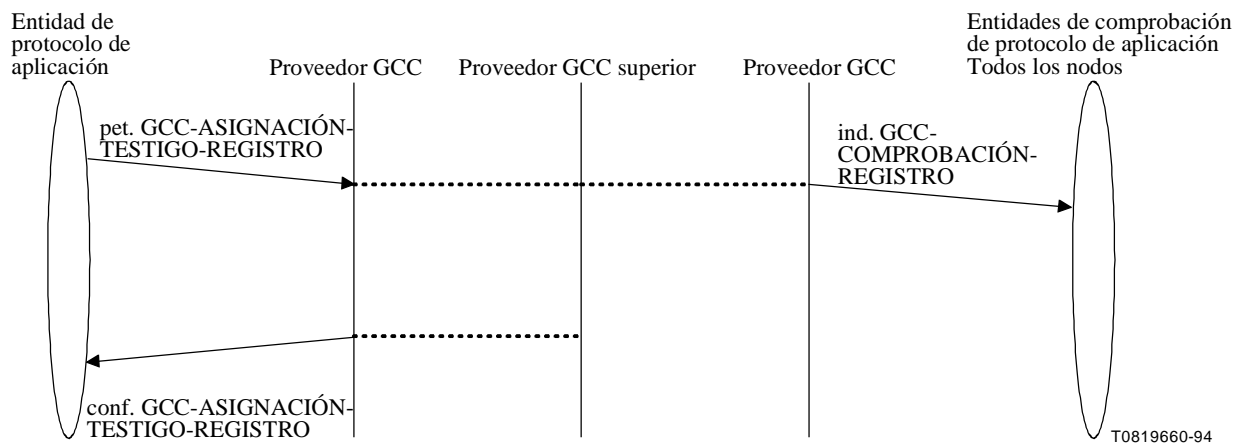 Entidad de
protocolo de
aplicación
Proveedor GCC
Proveedor GCC superior
Proveedor GCC
Entidades de comprobación
de protocolo de aplicación
Todos los nodos
pet. GCC-ASIGNACIÓN-
TESTIGO-REGISTRO
ind. GCC-
COMPROBACIÓN-
REGISTRO
conf. GCC-ASIGNACIÓN-
TESTIGO-REGISTRO
T0819660-94